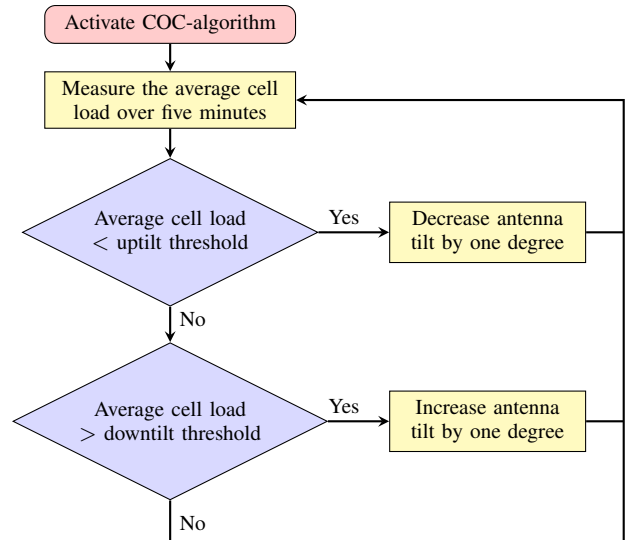 Activate COC-algorithm
Measure the average cell
load over five minutes
Average cell load
< uptilt threshold
Yes
Decrease antenna
tilt by one degree
No
Average cell load
> downtilt threshold
Yes
Increase antenna
tilt by one degree
No